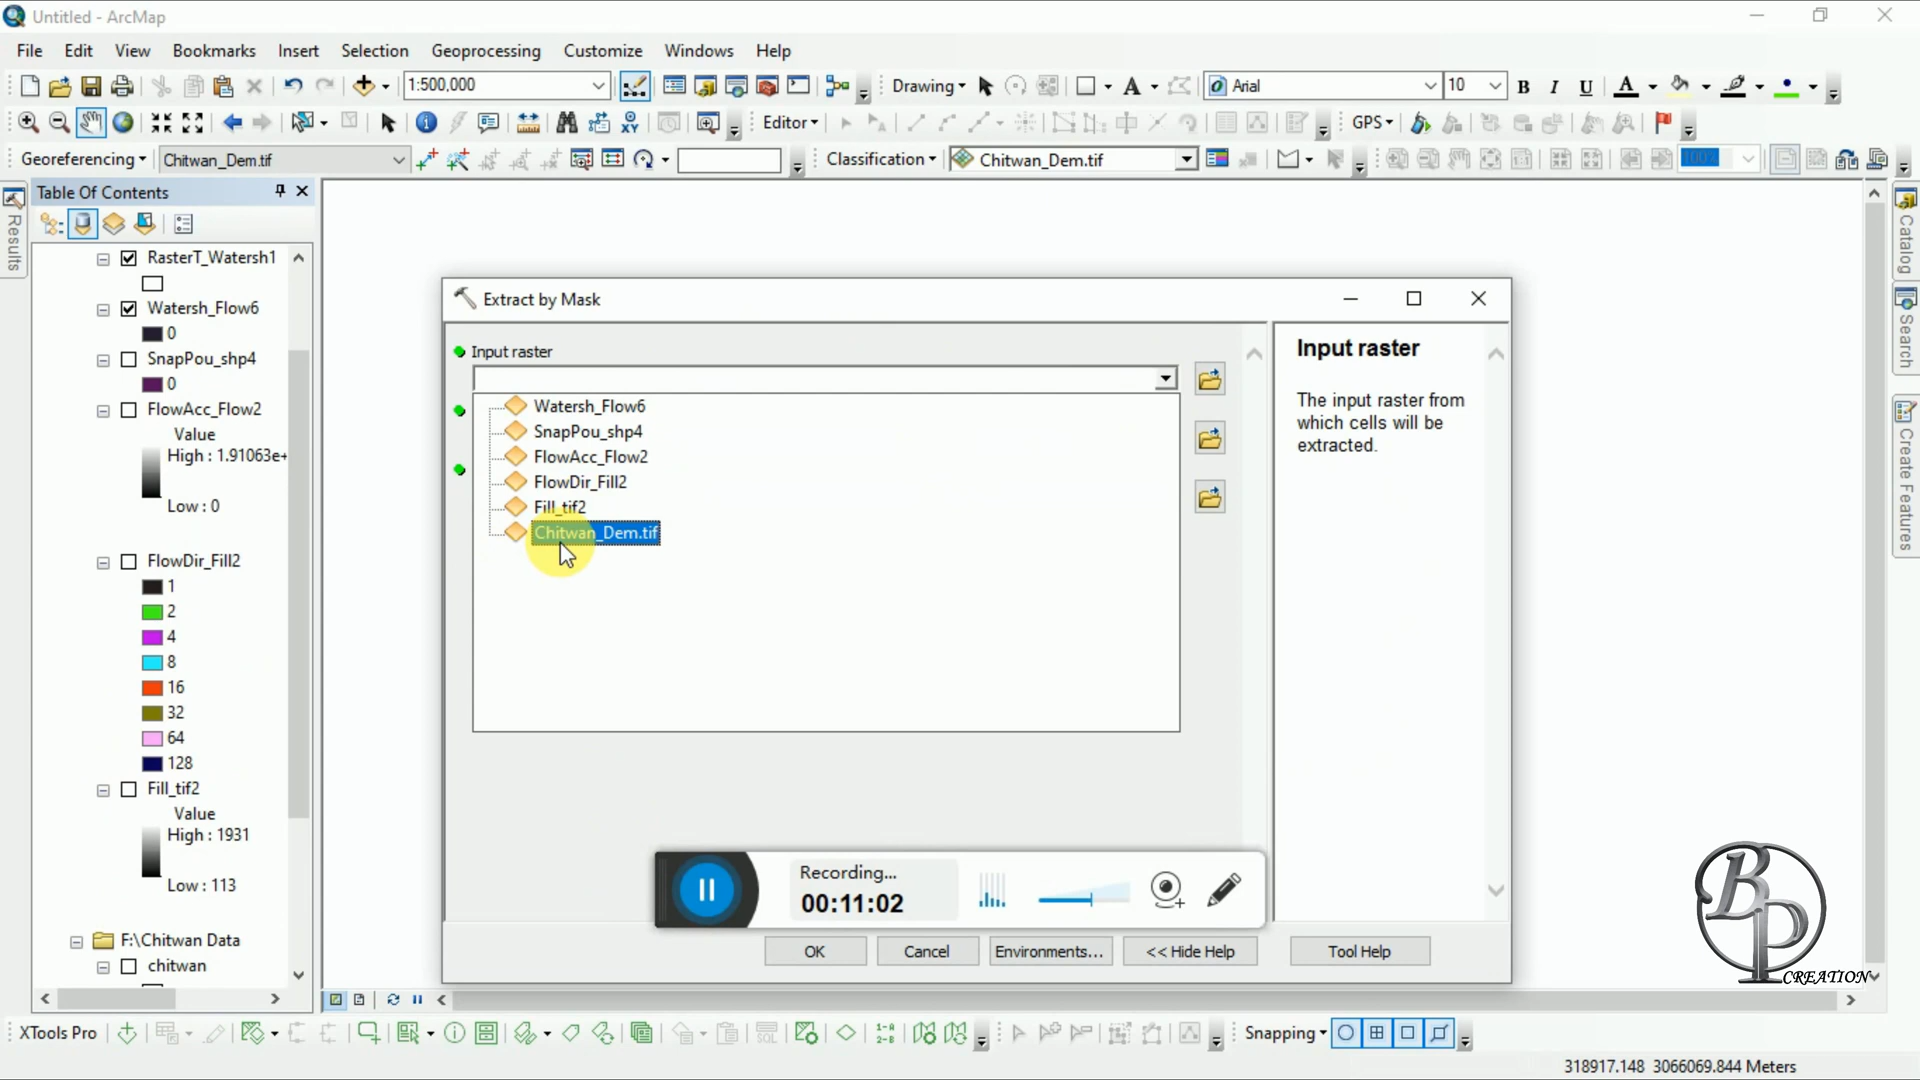 Untitled - ArcMap
File Edit View Bookmarks Insert Selection Geoprocessing Customize Windows Help
1:500,000 Drawing Arial 10 B I U A
Editor GPS
Georeferencing Chitwan_Dem.tif Classification Chitwan_Dem.tif 100%
Table Of Contents
Results
Catalog
Search
Create Features
RasterT_Watersh1
Watersh_Flow6
0
SnapPou_shp4
0
FlowAcc_Flow2
Value
High : 1.91063e+
Low : 0
FlowDir_Fill2
1
2
4
8
16
32
64
128
Fill_tif2
Value
High : 1931
Low : 113
F:\Chitwan Data
chitwan
Extract by Mask
Input raster
Watersh_Flow6
SnapPou_shp4
FlowAcc_Flow2
FlowDir_Fill2
Fill_tif2
Chitwan_Dem.tif
Input raster
The input raster from
which cells will be
extracted.
Recording...
00:11:02
OK Cancel Environments... << Hide Help Tool Help
BP
CREATION
XTools Pro Snapping
318917.148 3066069.844 Meters